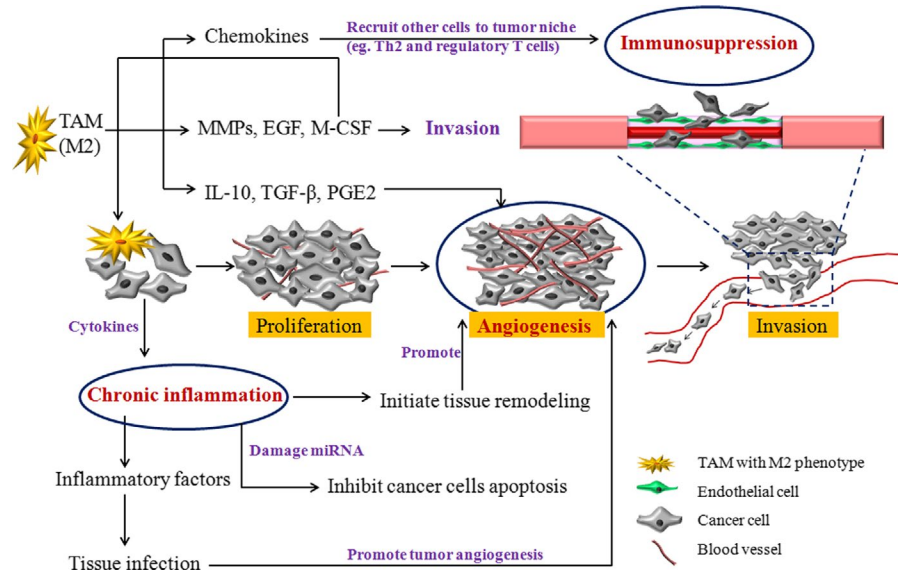 Chemokines
Recruit other cells to tumor niche
(eg. Th2 and regulatory T cells)
Immunosuppression
TAM
(M2)
MMPs, EGF, M-CSF
Invasion
IL-10, TGF-β, PGE2
Cytokines
Proliferation
Angiogenesis
Invasion
Promote
Chronic inflammation
Initiate tissue remodeling
Damage miRNA
Inflammatory factors
Inhibit cancer cells apoptosis
Tissue infection
Promote tumor angiogenesis
TAM with M2 phenotype
Endothelial cell
Cancer cell
Blood vessel